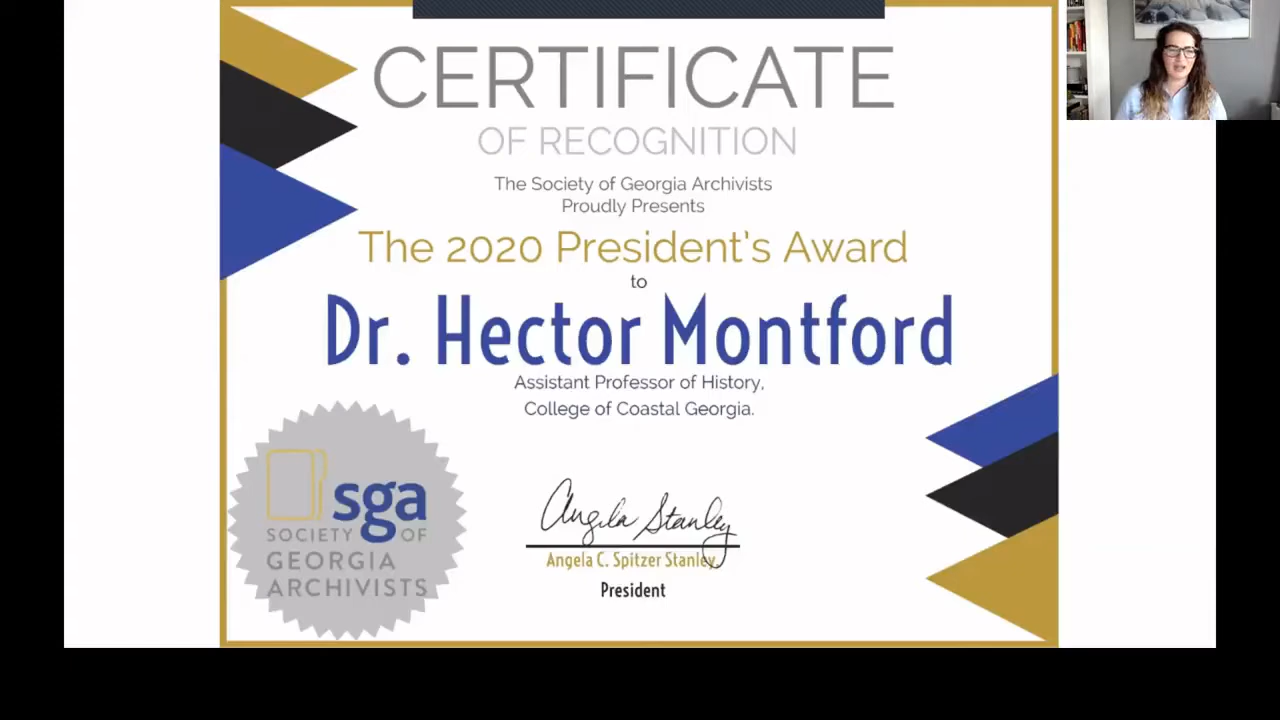 CERTIFICATE
OF RECOGNITION
The Society of Georgia Archivists
Proudly Presents
The 2020 President's Award
to
Dr. Hector Montford
Assistant Professor of History,
College of Coastal Georgia.
sga
SOCIETY OF
GEORGIA
ARCHIVISTS
Angela Stanley
Angela C. Spitzer Stanley
President